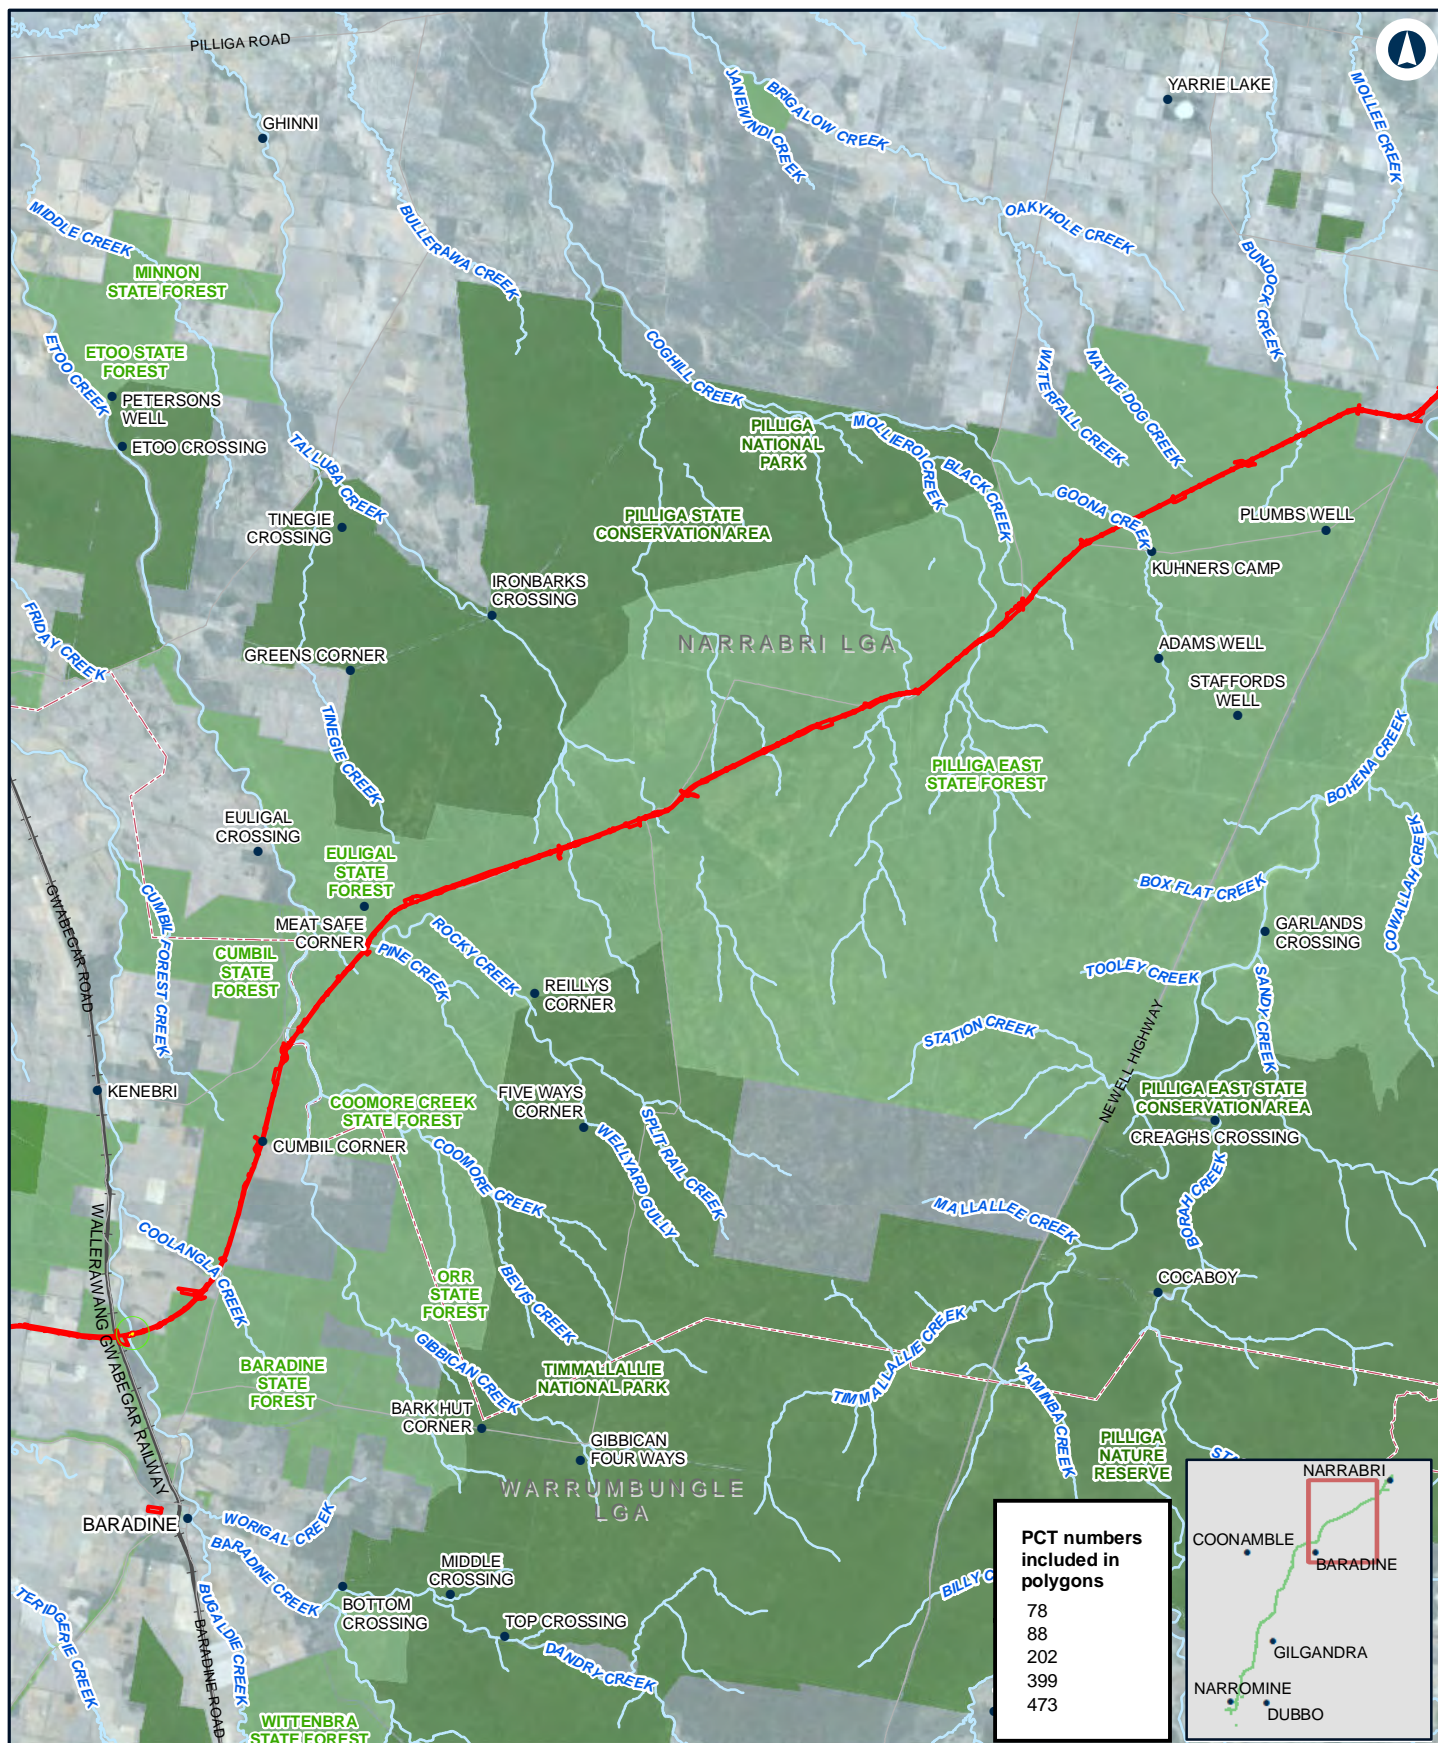 PILLIGA ROAD
GHINNI
JANEWINDI CREEK
BRIGALOW CREEK
YARRIE LAKE
MOLLEE CREEK
MIDDLE CREEK
BULLERAWA CREEK
OAKYHOLE CREEK
BUNDOCK CREEK
MINNON
STATE FOREST
ETOO CREEK
ETOO STATE
FOREST
PETERSONS
WELL
ETOO CROSSING
COGHILL CREEK
WATERFALL CREEK
NATIVE DOG CREEK
PILLIGA
NATIONAL
PARK
MOLLIEROI CREEK
BLACK CREEK
TALLUBA CREEK
TINEGIE
CROSSING
PILLIGA STATE
CONSERVATION AREA
GOONA CREEK
PLUMBS WELL
KUHNERS CAMP
IRONBARKS
CROSSING
FRIDAY CREEK
NARRABRI LGA
GREENS CORNER
ADAMS WELL
STAFFORDS
WELL
TINEGIE CREEK
PILLIGA EAST
STATE FOREST
BOHENA CREEK
EULIGAL
CROSSING
EULIGAL
STATE
FOREST
COWALLAH CREEK
BOX FLAT CREEK
GWABEGAR ROAD
CUMBIL FOREST CREEK
MEAT SAFE
CORNER
CUMBIL
STATE
FOREST
PINE CREEK
ROCKY CREEK
REILLYS
CORNER
GARLANDS
CROSSING
TOOLEY CREEK
SANDY CREEK
STATION CREEK
NEWELL HIGHWAY
KENEBRI
COOMORE CREEK
STATE FOREST
FIVE WAYS
CORNER
PILLIGA EAST STATE
CONSERVATION AREA
CREAGHS CROSSING
CUMBIL CORNER
COOMORE CREEK
WELLYARD GULLY
SPLIT RAIL CREEK
MALLALLEE CREEK
BORAH CREEK
COOLANGLA CREEK
WALLERAWANG GWABEGAR RAILWAY
ORR
STATE
FOREST
BEVIS CREEK
COCABOY
GIBBICAN CREEK
BARADINE
STATE
FOREST
TIMMALLALLIE
NATIONAL PARK
TIMMALLALLIE CREEK
YAMINBA CREEK
BARK HUT
CORNER
GIBBICAN
FOUR WAYS
PILLIGA
NATURE
RESERVE
WARRUMBUNGLE
LGA
BARADINE
WORIGAL CREEK
BARADINE CREEK
BUGALDIE CREEK
MIDDLE
CROSSING
BOTTOM
CROSSING
TOP CROSSING
DANDRY CREEK
TERIDGERIE CREEK
BARADINE ROAD
WITTENBRA
STATE FOREST
BILLY
PCT numbers
included in
polygons
78
88
202
399
473
NARRABRI
COONAMBLE
BARADINE
GILGANDRA
NARROMINE
DUBBO